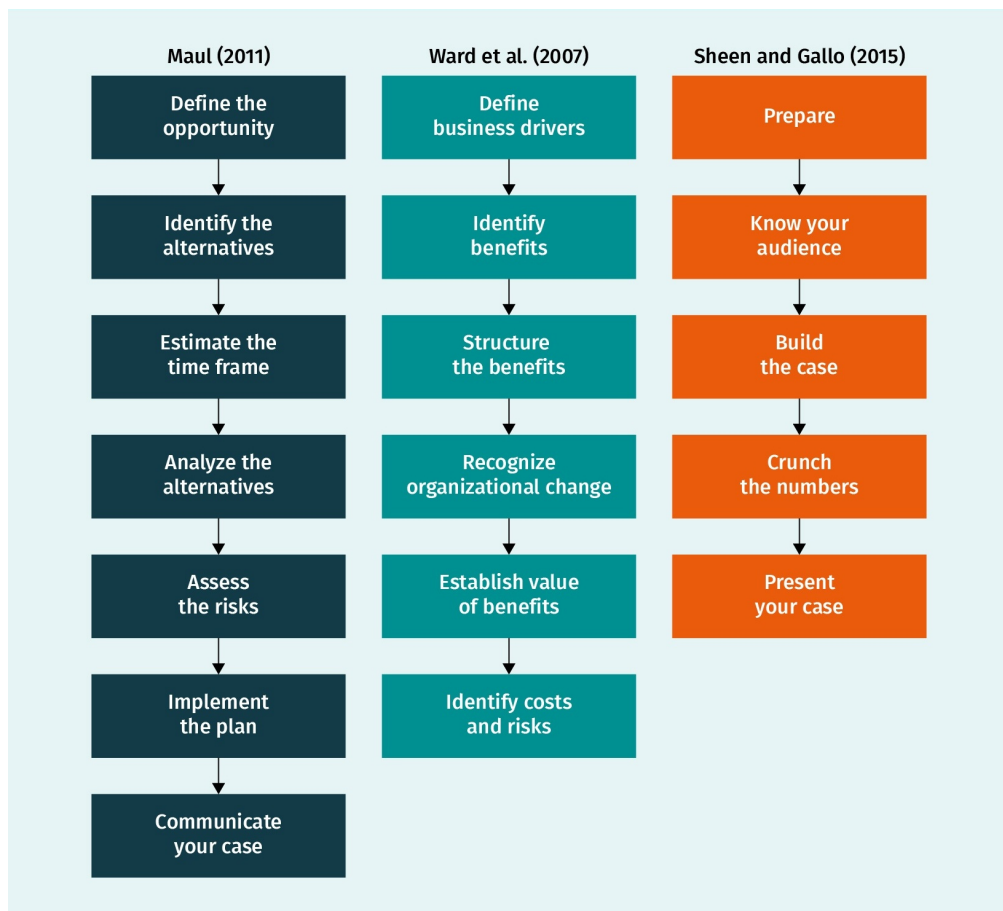 Maul (2011)
Define the
opportunity
Identify the
alternatives
Estimate the
time frame
Analyze the
alternatives
Assess
the risks
Implement
the plan
Communicate
your case
Ward et al. (2007)
Define
business drivers
Identify
benefits
Structure
the benefits
Recognize
organizational change
Establish value
of benefits
Identify costs
and risks
Sheen and Gallo (2015)
Prepare
Know your
audience
Build
the case
Crunch
the numbers
Present
your case